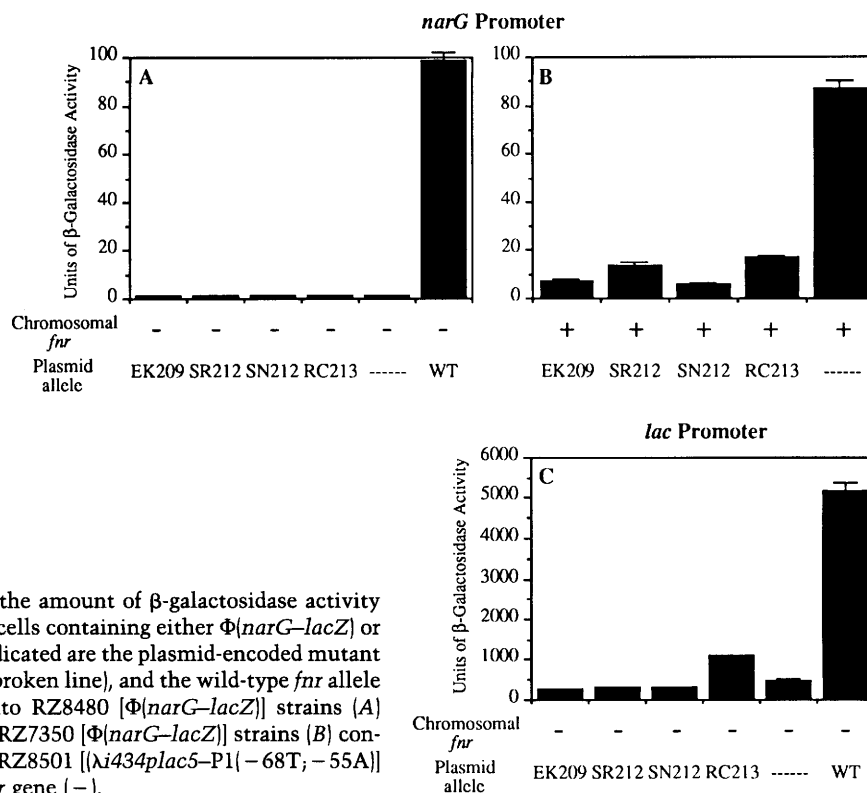 narG Promoter
A
B
Units of β-Galactosidase Activity
100
80
60
40
20
0
100
80
60
40
20
0
Chromosomal fnr
- - - - - -
+ + + + +
Plasmid allele
EK209 SR212 SN212 RC213 ------ WT
EK209 SR212 SN212 RC213 ------
lac Promoter
C
Units of β-Galactosidase Activity
6000
5000
4000
3000
2000
1000
0
Chromosomal fnr
- - - - - -
Plasmid allele
EK209 SR212 SN212 RC213 ------ WT
the amount of β-galactosidase activity
cells containing either Φ(narG–lacZ) or
dicated are the plasmid-encoded mutant
broken line), and the wild-type fnr allele
to RZ8480 [Φ(narG–lacZ)] strains (A)
RZ7350 [Φ(narG–lacZ)] strains (B) con-
RZ8501 [(λi434plac5–P1(−68T;−55A)]
r gene (−).